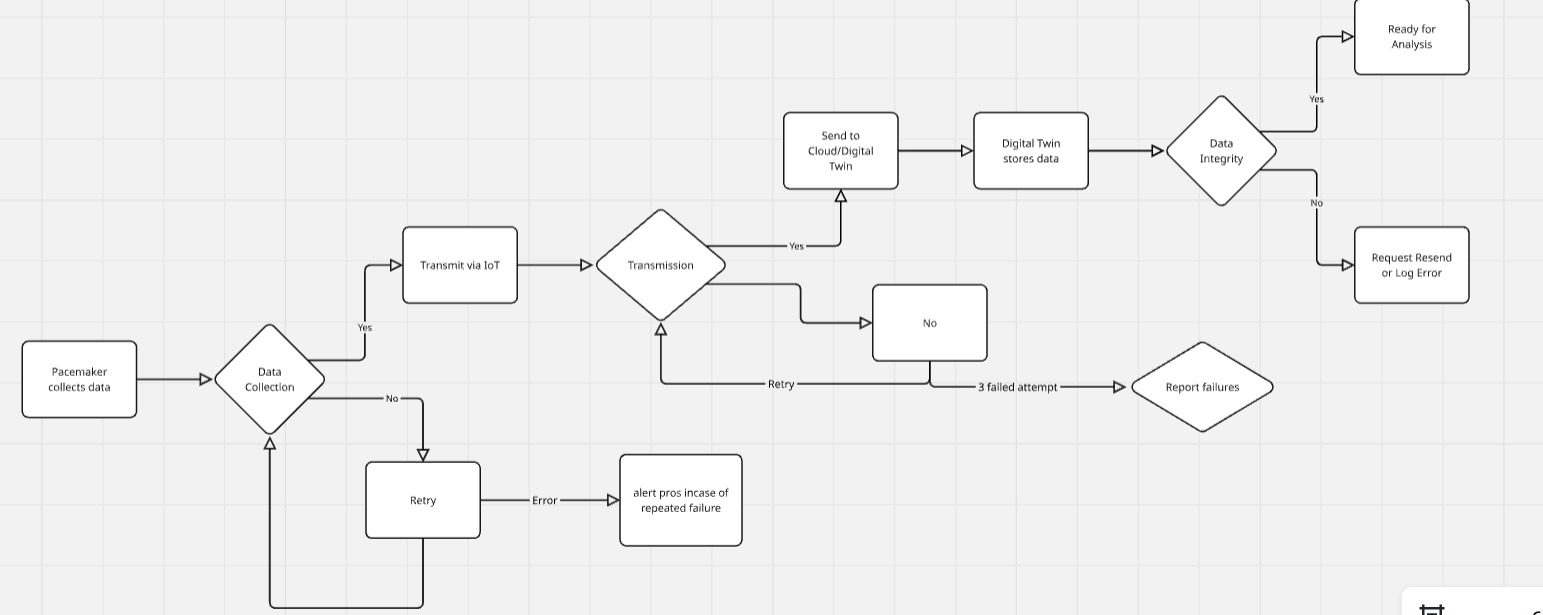 Ready for
Analysis
Yes
Send to
Cloud/Digital
Twin
Digital Twin
stores data
Data
Integrity
No
Transmit via IoT
Transmission
Yes
Request Resend
or Log Error
Yes
No
Pacemaker
collects data
Data
Collection
Retry
3 failed attempt
Report failures
No
Retry
Error
alert pros incase of
repeated failure